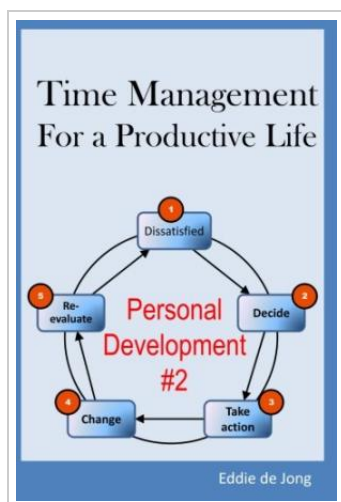 Time Management
For a Productive Life
1
Dissatisfied
2
Decide
3
Take
action
4
Change
5
Re-
evaluate
Personal
Development
#2
Eddie de Jong